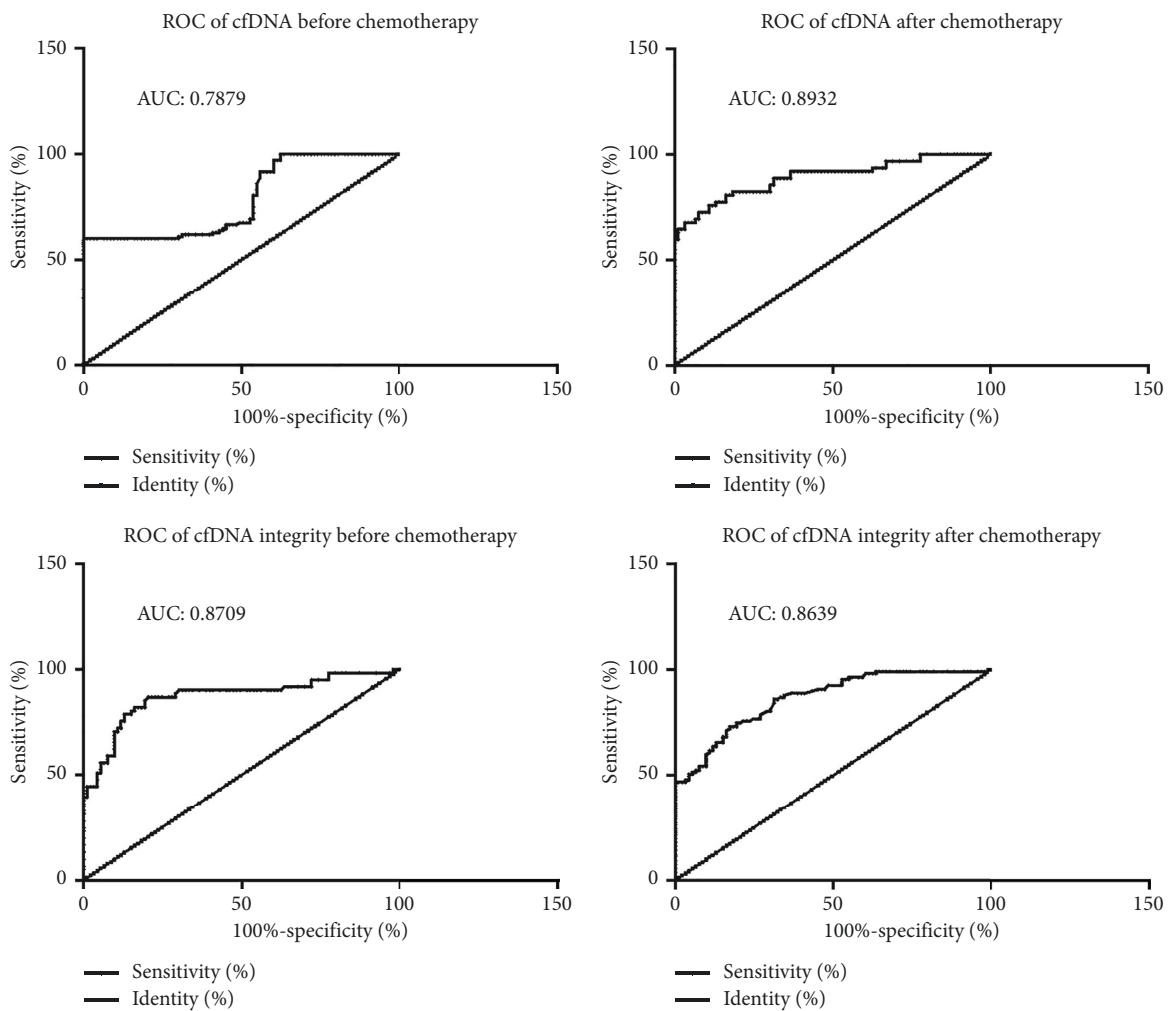 ROC of cfDNA before chemotherapy
150
AUC: 0.7879
100
50
0
Sensitivity (%)
0
50
100
150
100%-specificity (%)
Sensitivity (%)
Identity (%)
ROC of cfDNA after chemotherapy
150
AUC: 0.8932
100
50
0
Sensitivity (%)
0
50
100
150
100%-specificity (%)
Sensitivity (%)
Identity (%)
ROC of cfDNA integrity before chemotherapy
150
AUC: 0.8709
100
50
0
Sensitivity (%)
0
50
100
150
100%-specificity (%)
Sensitivity (%)
Identity (%)
ROC of cfDNA integrity after chemotherapy
150
AUC: 0.8639
100
50
0
Sensitivity (%)
0
50
100
150
100%-specificity (%)
Sensitivity (%)
Identity (%)